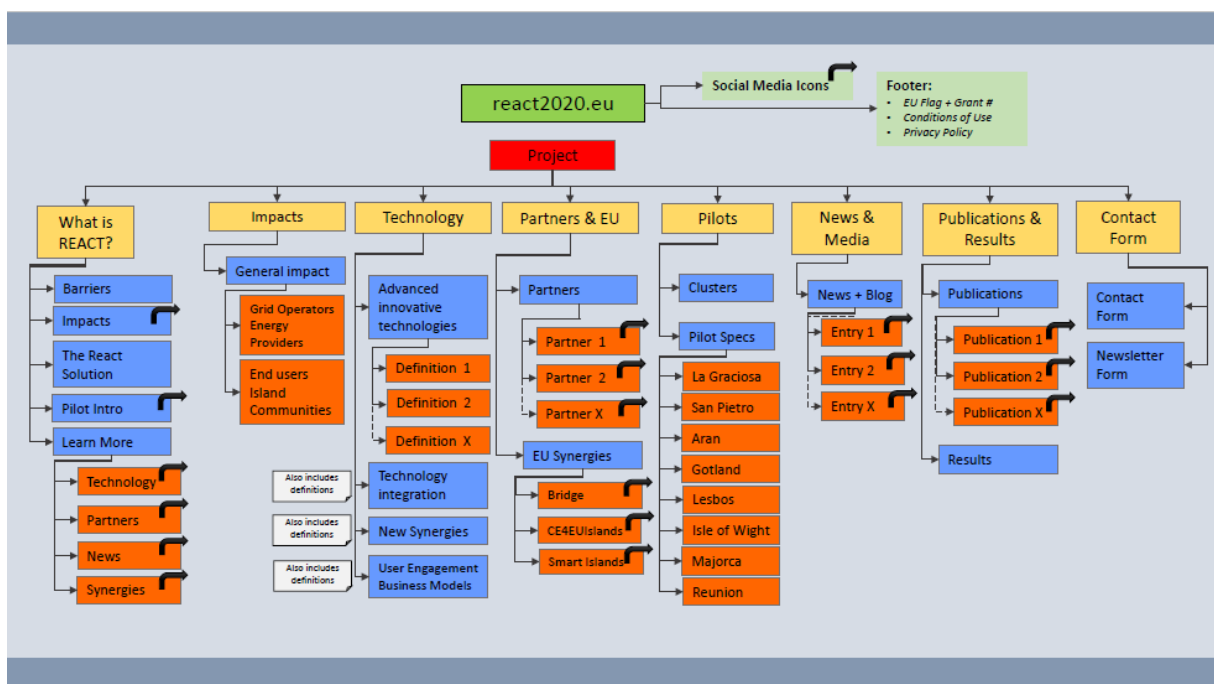 react2020.eu
Social Media Icons
Footer:
• EU Flag + Grant #
• Conditions of Use
• Privacy Policy
Project
What is
REACT?
Barriers
Impacts
The React
Solution
Pilot Intro
Learn More
Technology
Partners
News
Synergies
Impacts
General impact
Grid Operators
Energy
Providers
End users
Island
Communities
Technology
Advanced
innovative
technologies
Definition 1
Definition 2
Definition X
Also includes
definitions
Technology
integration
Also includes
definitions
New Synergies
Also includes
definitions
User Engagement
Business Models
Partners & EU
Partners
Partner 1
Partner 2
Partner X
EU Synergies
Bridge
CE4EUIslands
Smart Islands
Pilots
Clusters
Pilot Specs
La Graciosa
San Pietro
Aran
Gotland
Lesbos
Isle of Wight
Majorca
Reunion
News &
Media
News + Blog
Entry 1
Entry 2
Entry X
Publications &
Results
Publications
Publication 1
Publication 2
Publication X
Results
Contact
Form
Contact
Form
Newsletter
Form